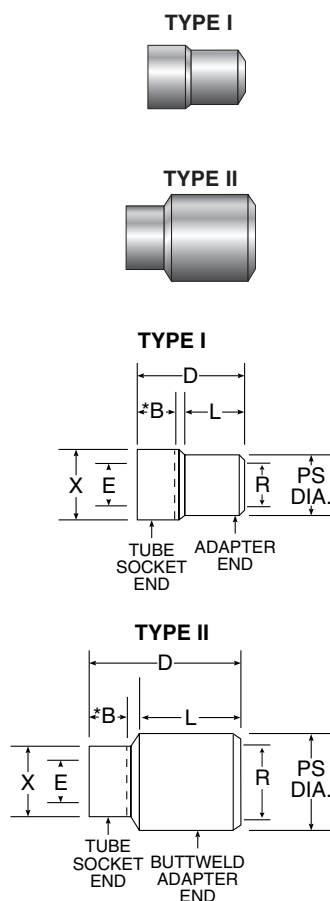 TYPE I
TYPE II
TYPE I
D
*B L
X E R PS
DIA.
TUBE
SOCKET
END
ADAPTER
END
TYPE II
D
*B L
X E R PS
DIA.
TUBE
SOCKET
END
BUTTWELD
ADAPTER
END